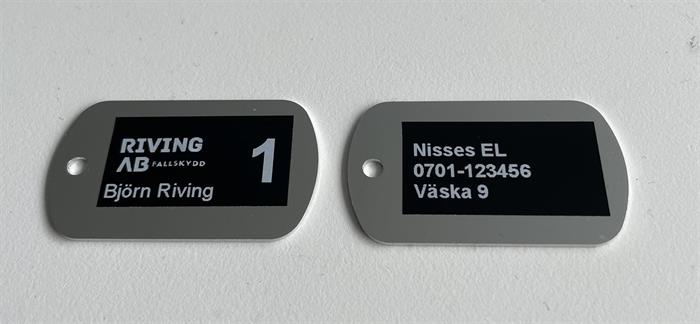 RIVING
AB FALLSKYDD
1
Björn Riving
Nisses EL
0701-123456
Väska 9